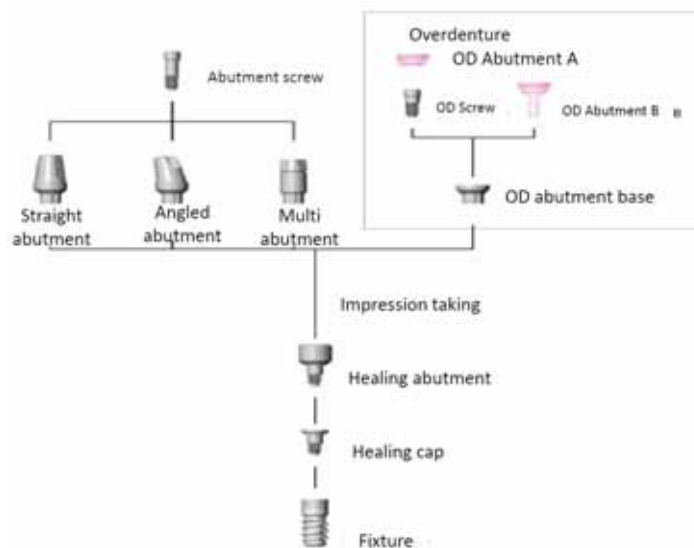 Overdenture
OD Abutment A
Abutment screw
OD Screw
OD Abutment B
Straight
abutment
Angled
abutment
Multi
abutment
OD abutment base
Impression taking
Healing abutment
Healing cap
Fixture